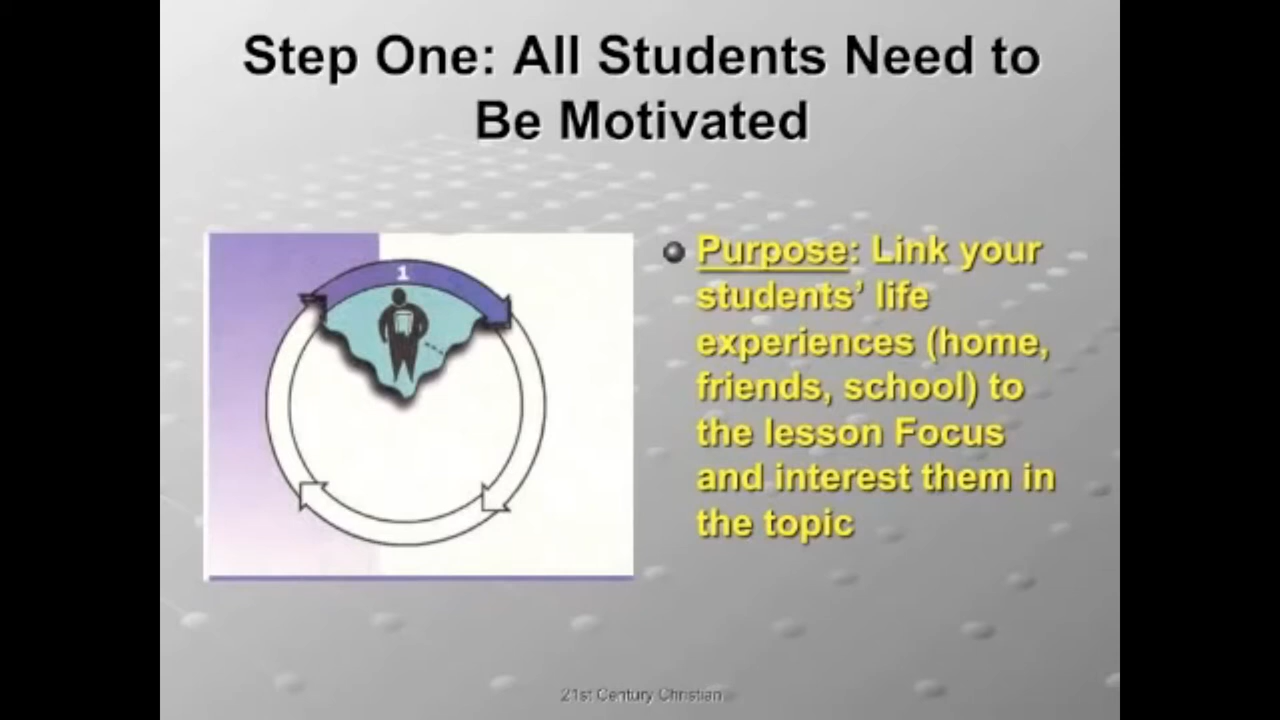 Step One: All Students Need to
Be Motivated
1
Purpose: Link your
students’ life
experiences (home,
friends, school) to
the lesson Focus
and interest them in
the topic
21st Century Christian